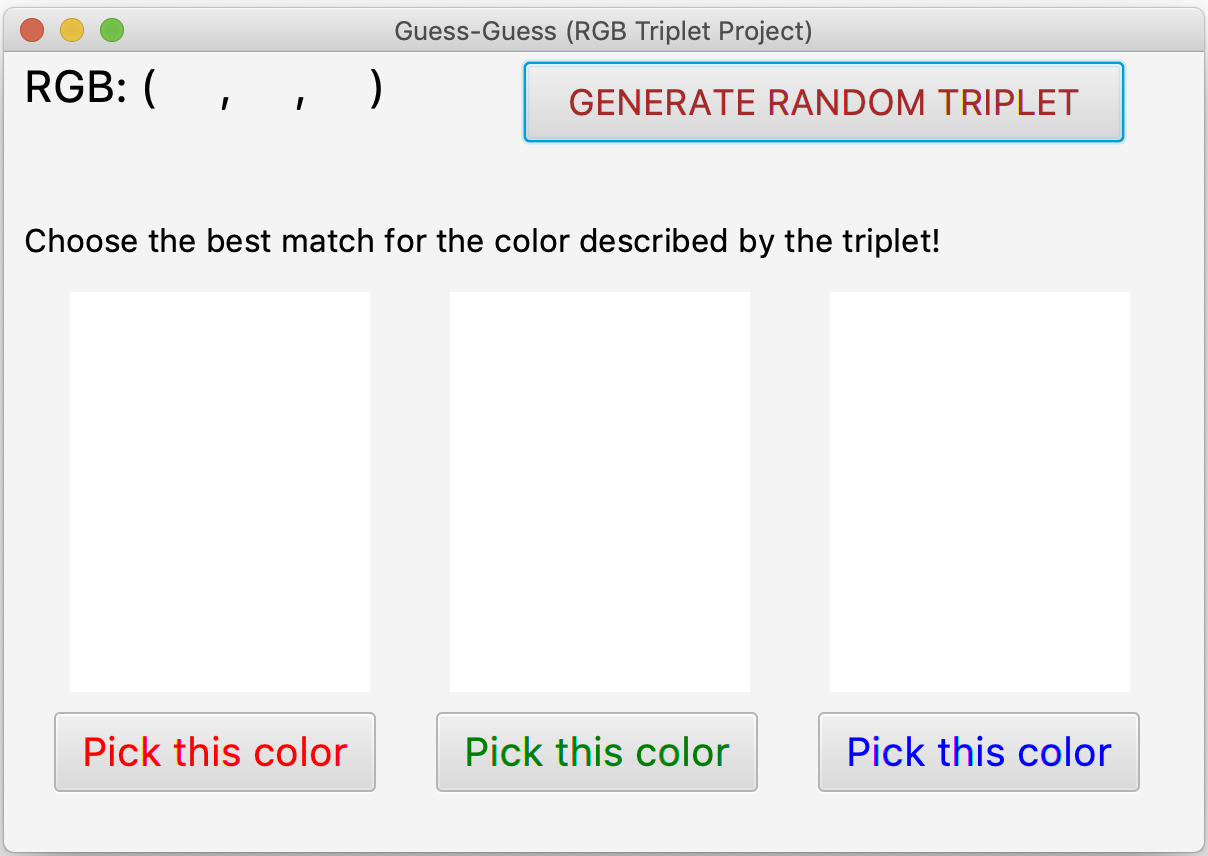 Guess-Guess (RGB Triplet Project)
RGB: (    ,    ,    )
GENERATE RANDOM TRIPLET
Choose the best match for the color described by the triplet!
Pick this color
Pick this color
Pick this color